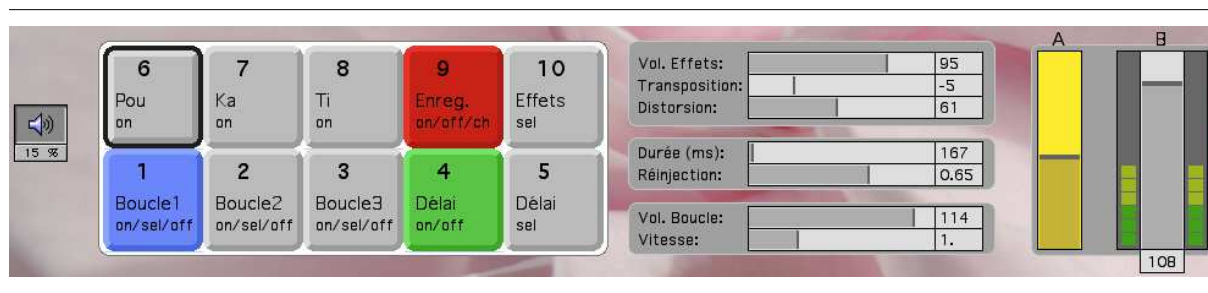 A B
6 7 8 9 10
Pou Ka Ti Enreg. Effets
on on on on/off/ch sel
1 2 3 4 5
Boucle1 Boucle2 Boucle3 Délai Délai
on/sel/off on/sel/off on/sel/off on/off sel
15 %
Vol. Effets: 95
Transposition: -5
Distorsion: 61
Durée (ms): 167
Réinjection: 0.65
Vol. Boucle: 114
Vitesse: 1.
108